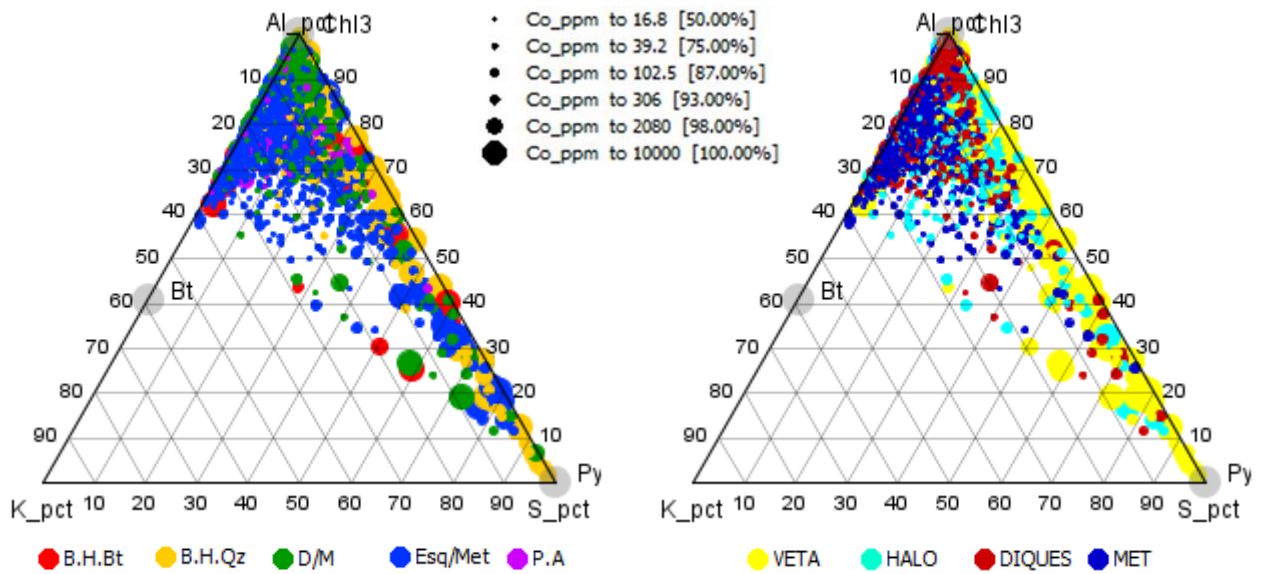 Al_pct Chl3
10 90
20 80
30 70
40 60
50 50
Bt
60 40
70 30
80 20
90 10
Py
K_pct 10 20 30 40 50 60 70 80 90 S_pct
B.H.Bt B.H.Qz D/M Esq/Met P.A
Co_ppm to 16.8 [50.00%]
Co_ppm to 39.2 [75.00%]
Co_ppm to 102.5 [87.00%]
Co_ppm to 306 [93.00%]
Co_ppm to 2080 [98.00%]
Co_ppm to 10000 [100.00%]
Al_pct Chl3
10 90
20 80
30 70
40 60
50 50
Bt
60 40
70 30
80 20
90 10
Py
K_pct 10 20 30 40 50 60 70 80 90 S_pct
VETA HALO DIQUES MET